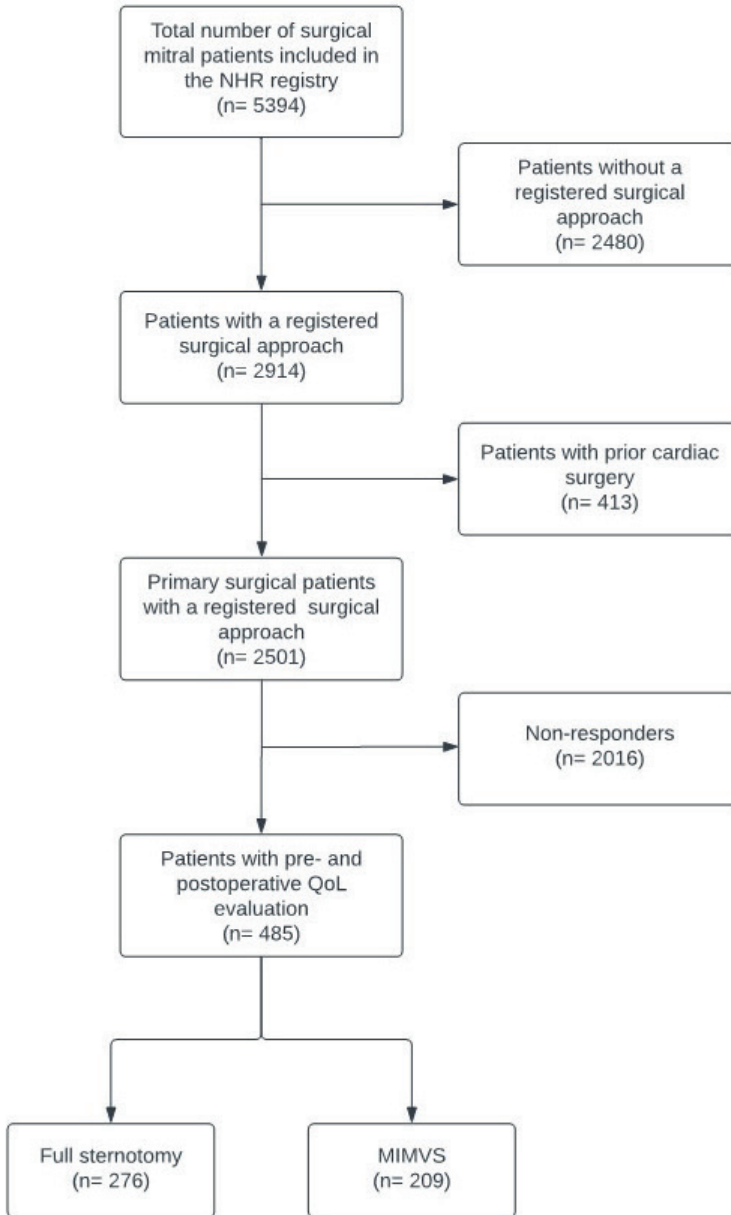 Total number of surgical
mitral patients included in
the NHR registry
(n= 5394)
Patients without a
registered surgical
approach
(n= 2480)
Patients with a registered
surgical approach
(n= 2914)
Patients with prior cardiac
surgery
(n= 413)
Primary surgical patients
with a registered surgical
approach
(n= 2501)
Non-responders
(n= 2016)
Patients with pre- and
postoperative QoL
evaluation
(n= 485)
Full sternotomy
(n= 276)
MIMVS
(n= 209)